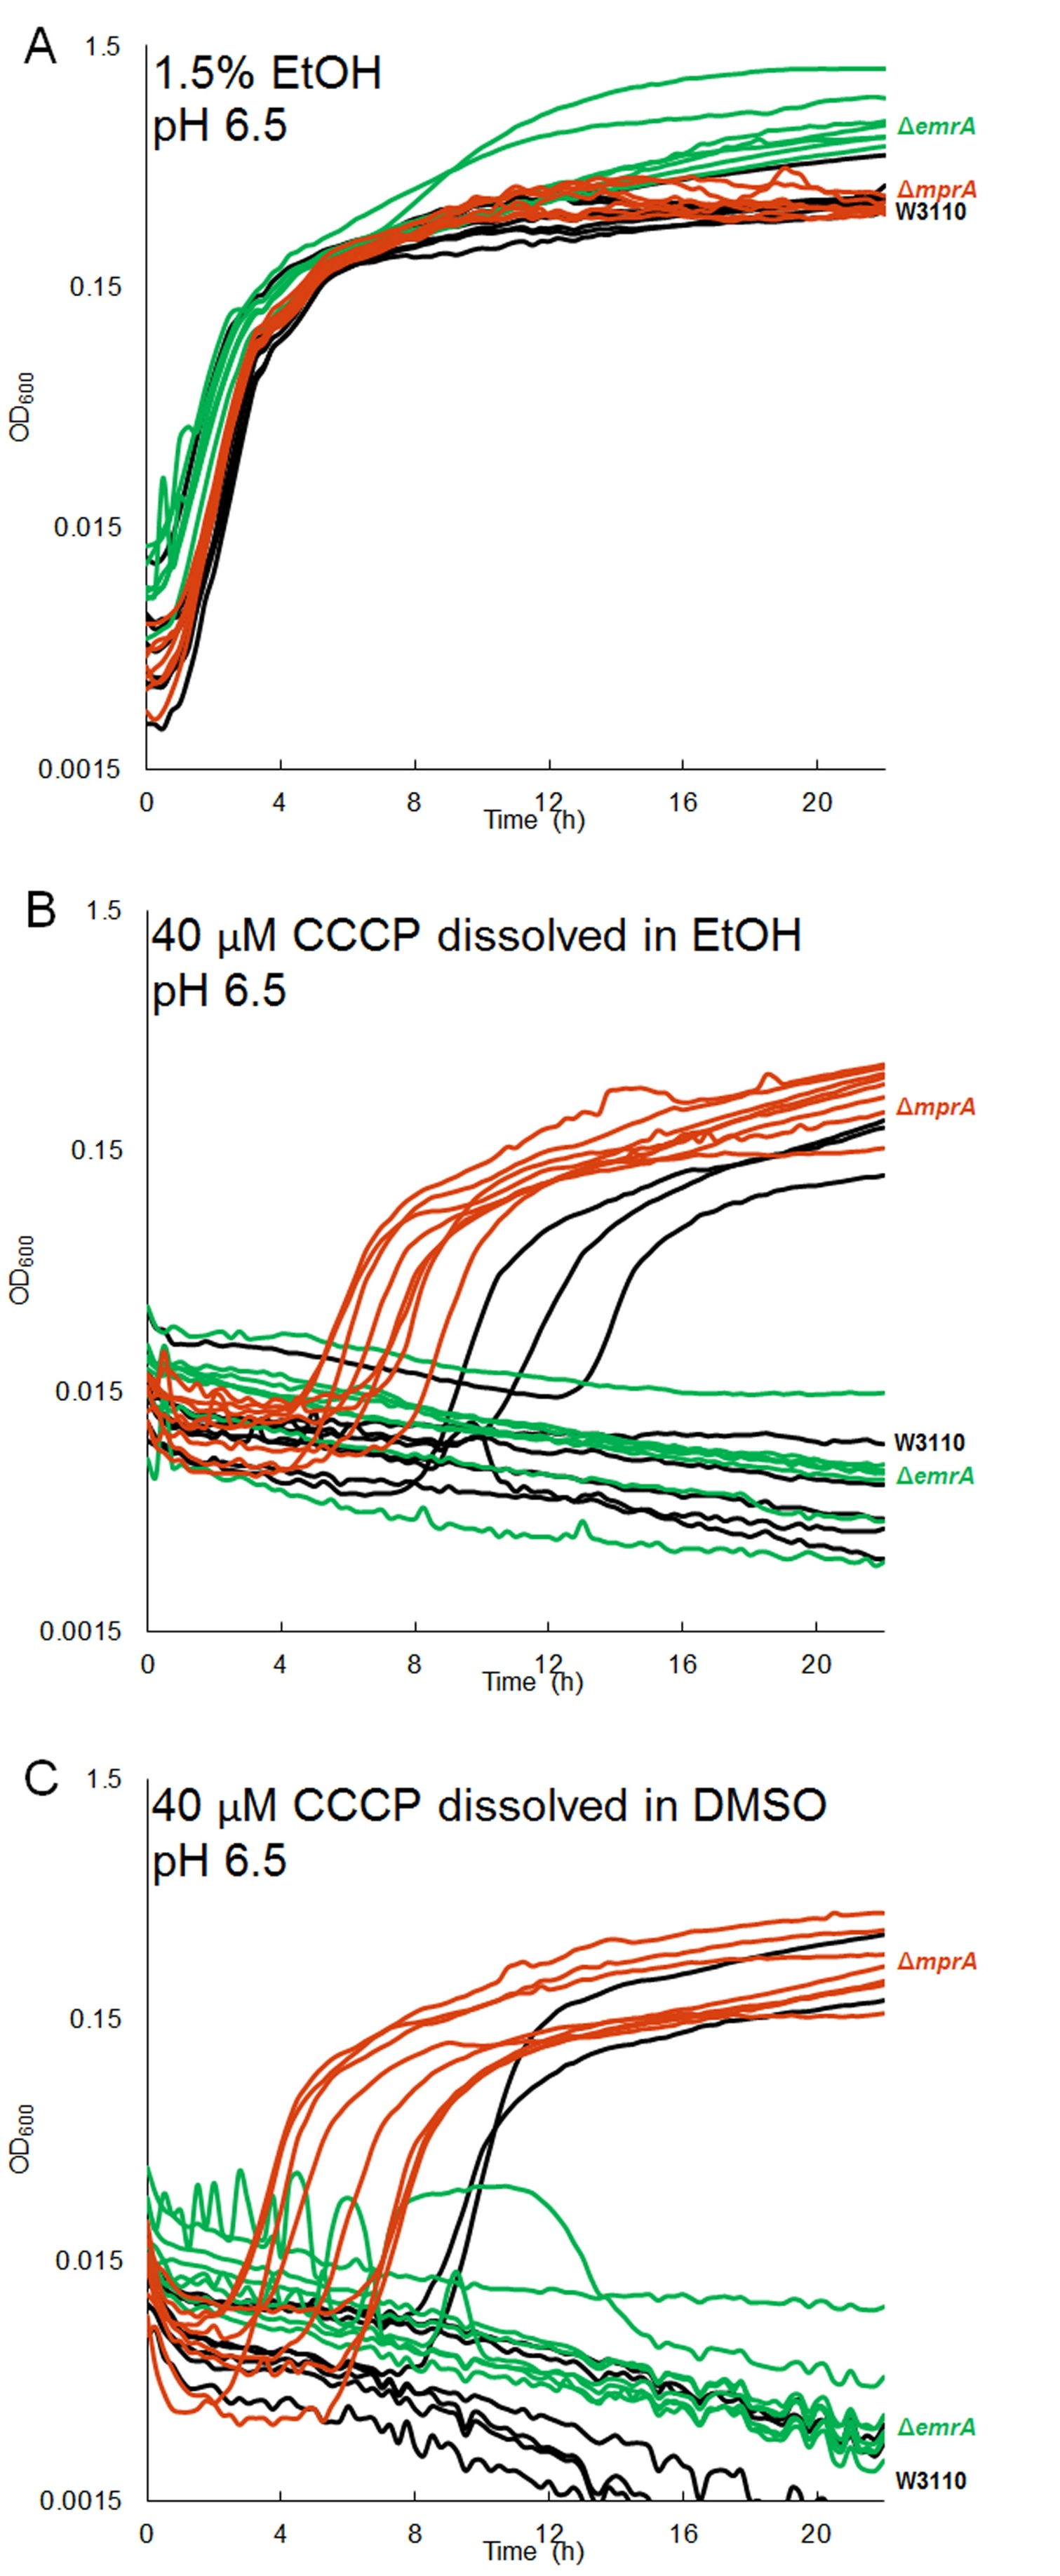 A
1.5% EtOH
pH 6.5
1.5
0.15
0.015
0.0015
OD600
0 4 8 12 16 20
Time (h)
ΔemrA
ΔmprA
W3110
B
40 μM CCCP dissolved in EtOH
pH 6.5
1.5
0.15
0.015
0.0015
OD600
0 4 8 12 16 20
Time (h)
ΔmprA
W3110
ΔemrA
C
40 μM CCCP dissolved in DMSO
pH 6.5
1.5
0.15
0.015
0.0015
OD600
0 4 8 12 16 20
Time (h)
ΔmprA
ΔemrA
W3110